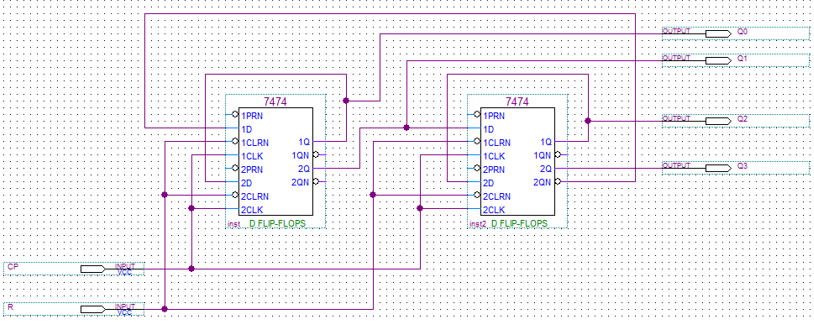 OUTPUT Q0
OUTPUT Q1
7474 7474
1PRN 1PRN
1D 1D
OUTPUT Q2
1CLRN 1Q 1CLRN 1Q
1CLK 1QN 1CLK 1QN
2PRN 2Q 2PRN 2Q
OUTPUT Q3
2D 2QN 2D 2QN
2CLRN 2CLRN
2CLK 2CLK
inst D FLIP-FLOPS inst2 D FLIP-FLOPS
CP INPUT
VCC
R INPUT
VCC